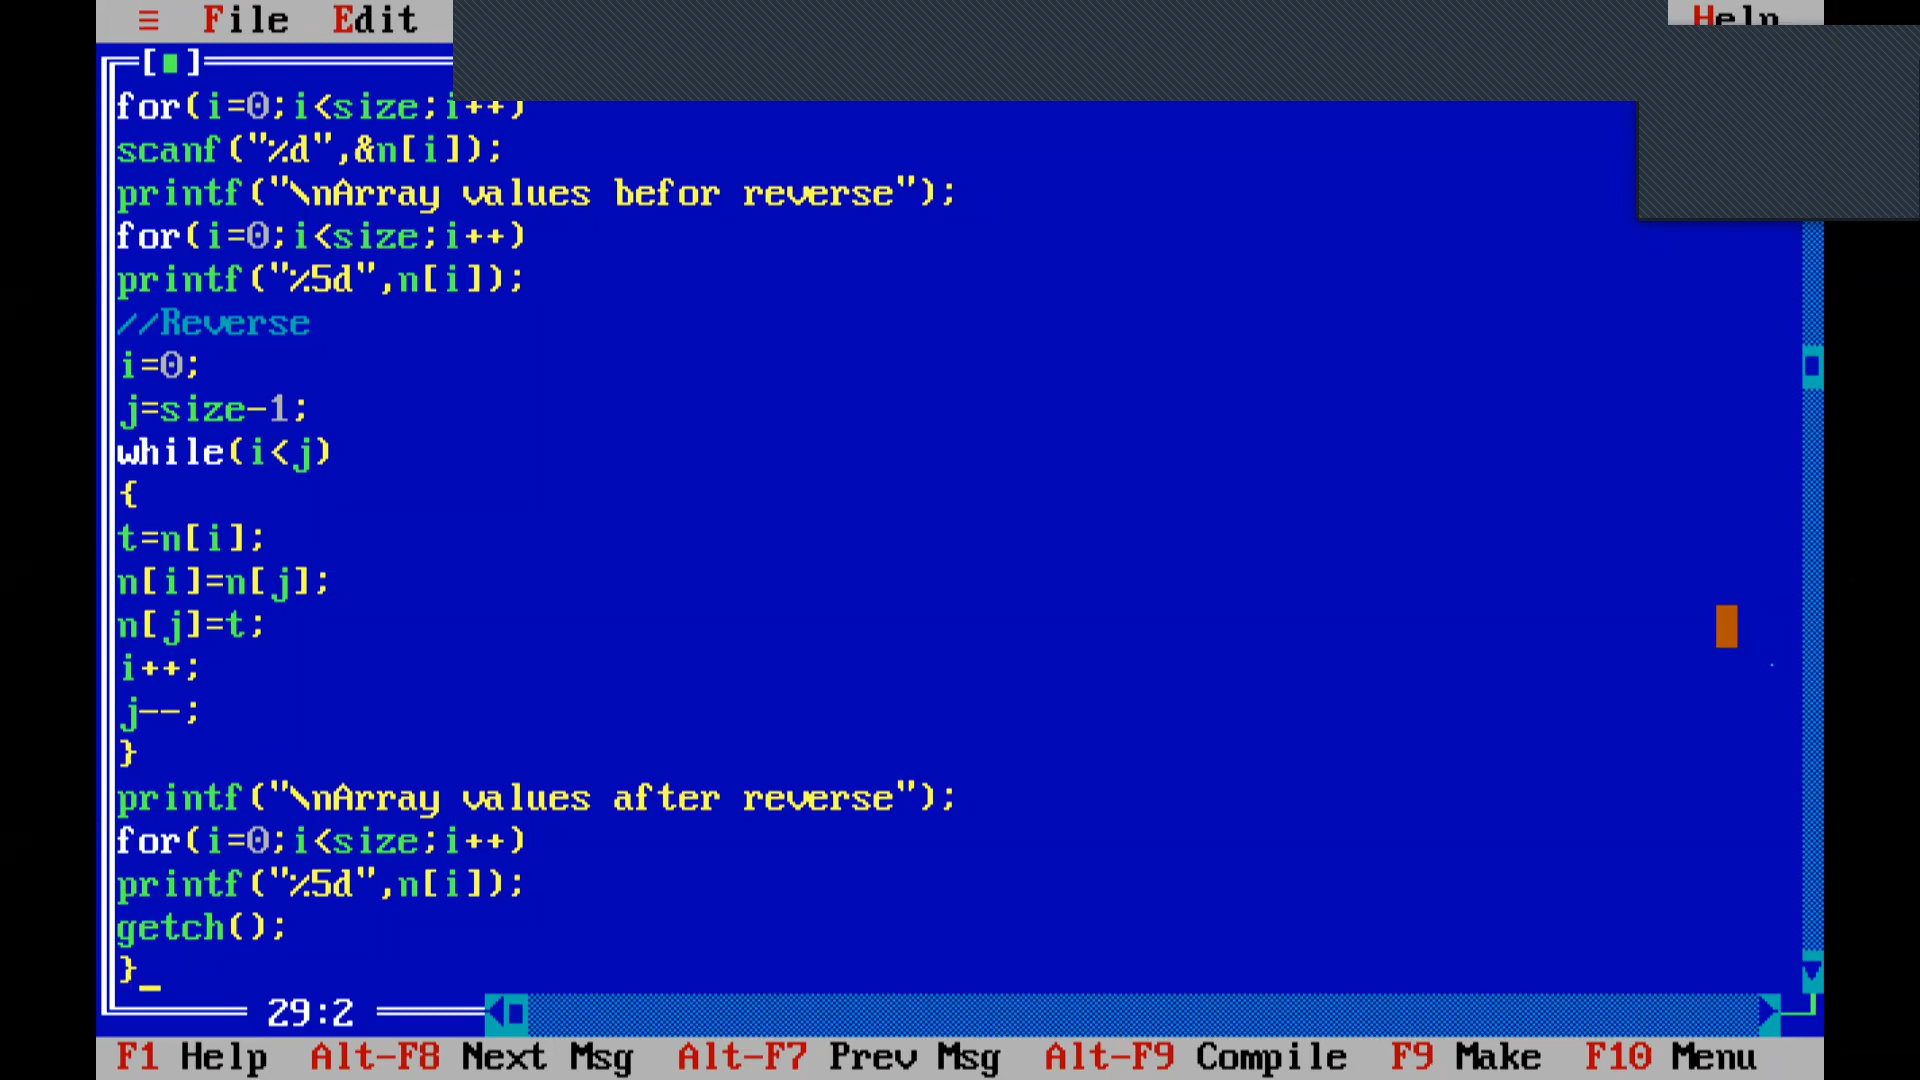 ≡ File Edit Help
[■]
for(i=0;i<size;i++)
scanf("%d",&n[i]);
printf("\nArray values befor reverse");
for(i=0;i<size;i++)
printf("%5d",n[i]);
//Reverse
i=0;
j=size-1;
while(i<j)
{
t=n[i];
n[i]=n[j];
n[j]=t;
i++;
j--;
}
printf("\nArray values after reverse");
for(i=0;i<size;i++)
printf("%5d",n[i]);
getch();
}_
29:2
F1 Help Alt-F8 Next Msg Alt-F7 Prev Msg Alt-F9 Compile F9 Make F10 Menu